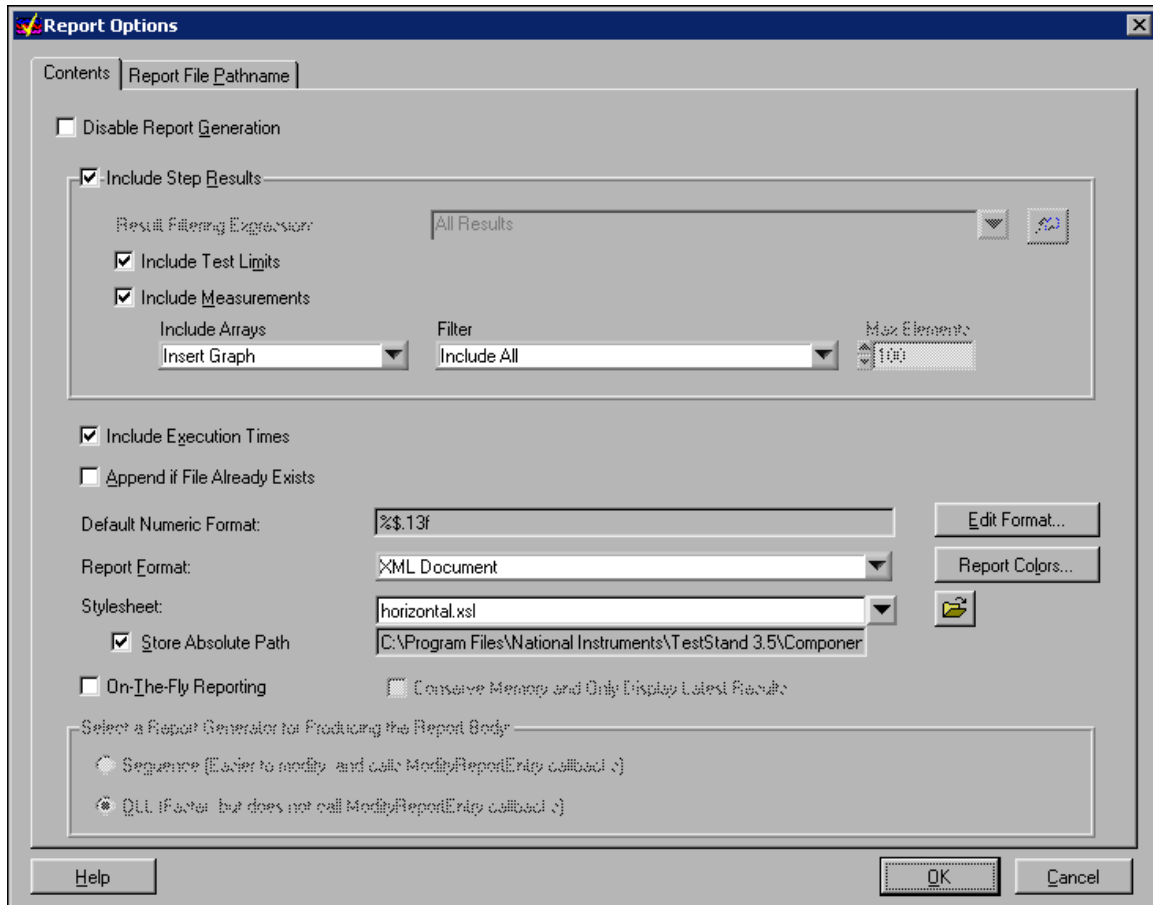 Report Options
Contents
Report File Pathname
Disable Report Generation
Include Step Results
Result Filtering Expression:
All Results
Include Test Limits
Include Measurements
Include Arrays
Filter
Max Elements
Insert Graph
Include All
100
Include Execution Times
Append if File Already Exists
Default Numeric Format:
%$.13f
Edit Format...
Report Format:
XML Document
Report Colors...
Stylesheet:
horizontal.xsl
Store Absolute Path
C:\Program Files\National Instruments\TestStand 3.5\Componer
On-The-Fly Reporting
Conserve Memory and Only Display Latest Results
Select a Report Generator for Producing the Report Body:
Sequence (Easier to modify and calls ModifyReportEntry callbacks)
DLL (Faster but does not call ModifyReportEntry callbacks)
Help
OK
Cancel